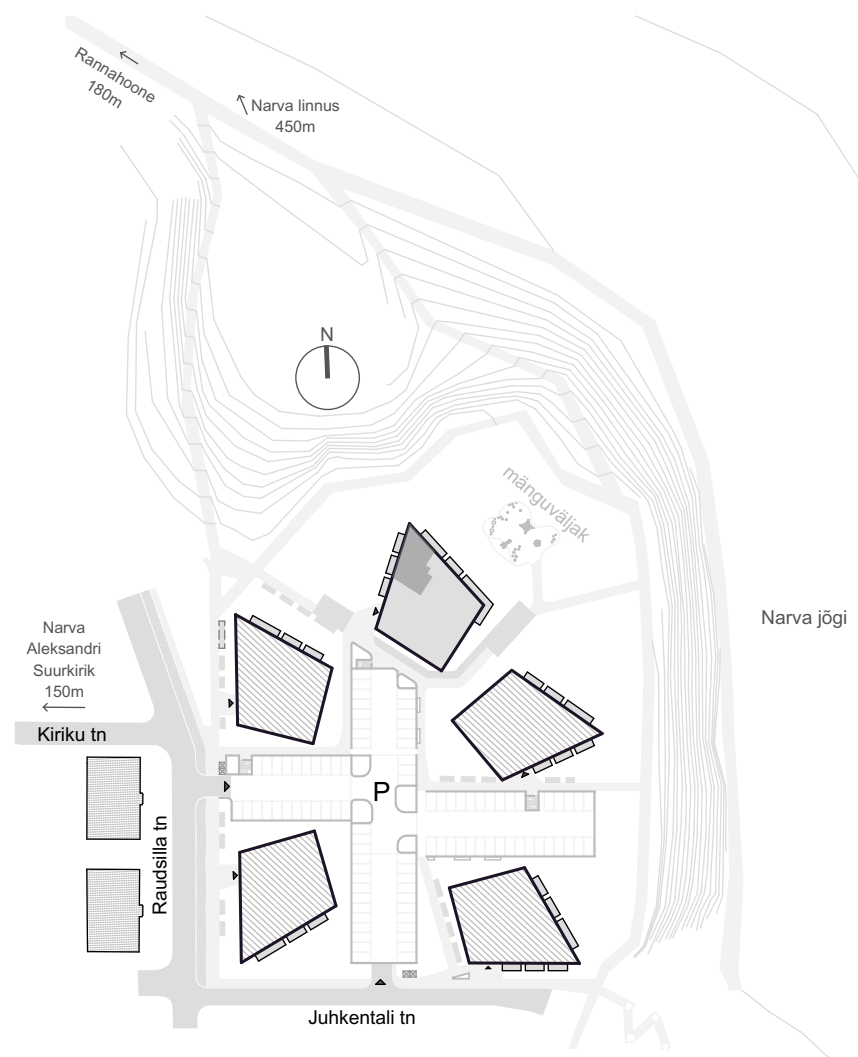 Rannahoone
180m
Narva linnus
450m
N
mänguväljak
Narva jõgi
Narva
Aleksandri
Suurkirik
150m
Kiriku tn
P
Raudsilla tn
Juhkentali tn